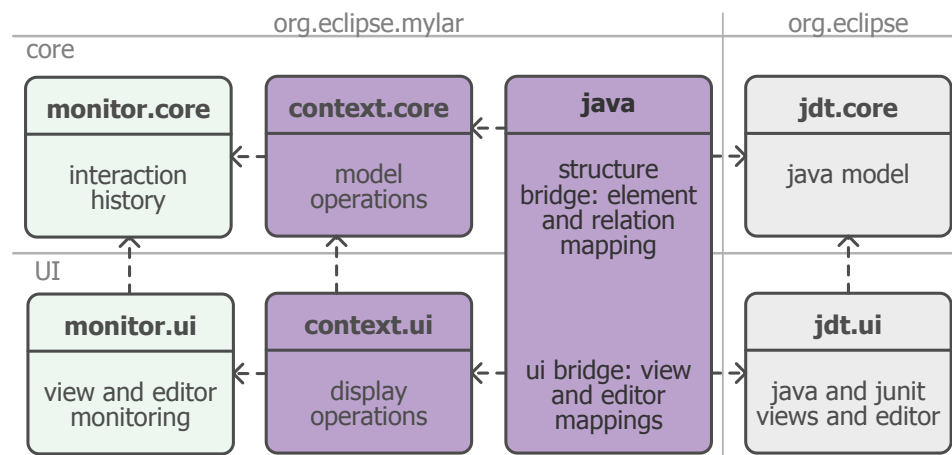 org.eclipse.mylar
org.eclipse
core
monitor.core
interaction
history
context.core
model
operations
java
structure
bridge: element
and relation
mapping
ui bridge: view
and editor
mappings
jdt.core
java model
UI
monitor.ui
view and editor
monitoring
context.ui
display
operations
jdt.ui
java and junit
views and editor